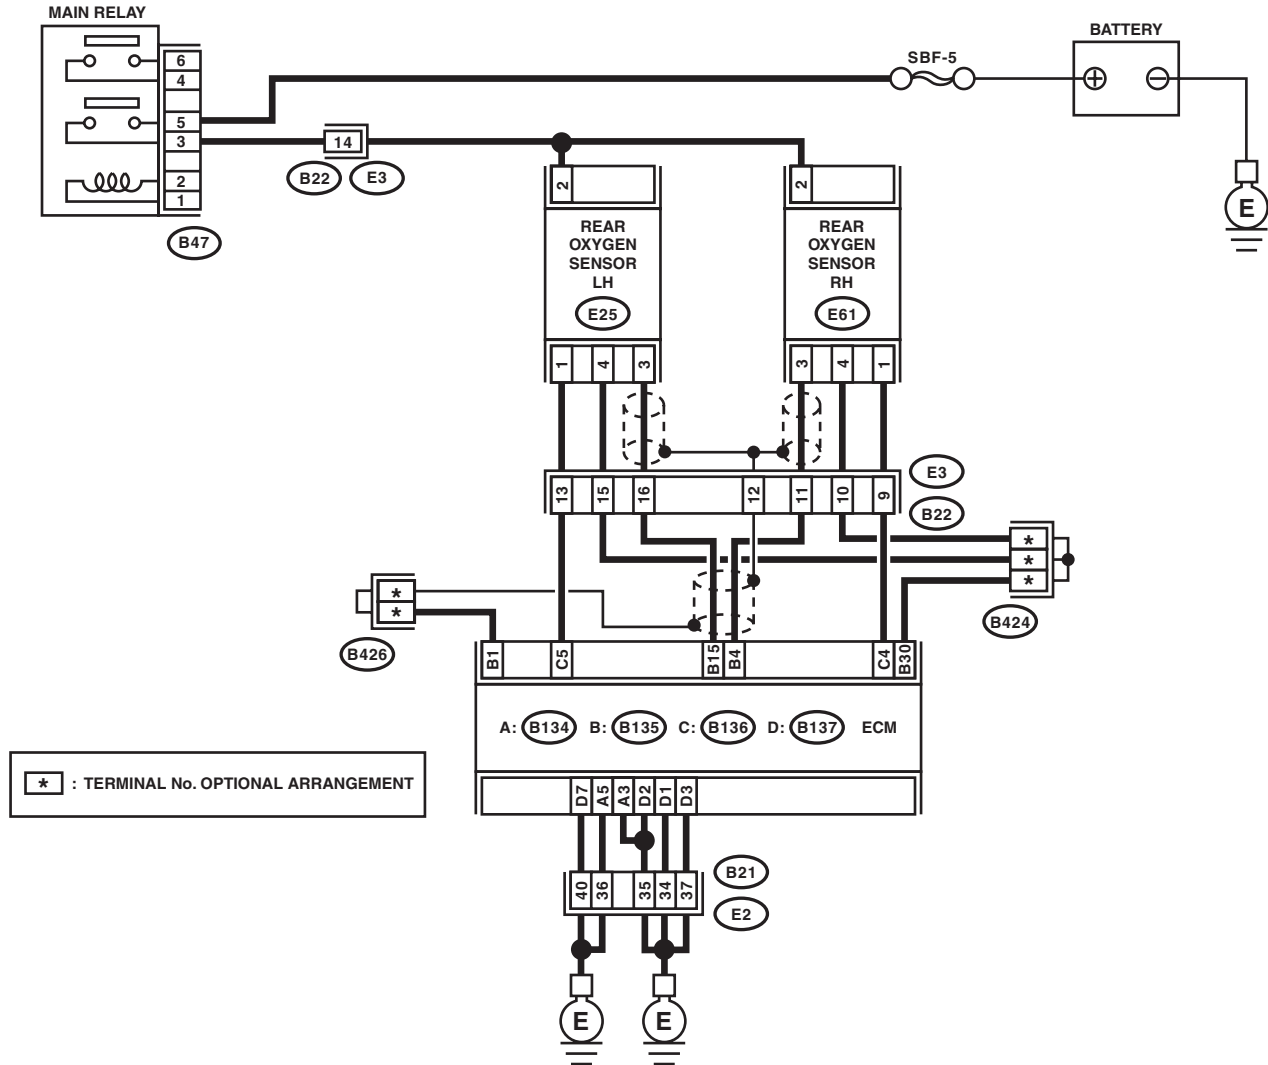 MAIN RELAY
BATTERY
SBF-5
6
4
5
3
2
1
14
B22
E3
B47
E
2
2
REAR
OXYGEN
SENSOR
LH
E25
REAR
OXYGEN
SENSOR
RH
E61
1
4
3
3
4
1
E3
13
15
16
12
11
10
9
B22
*
*
*
B424
*
*
B426
B1
C5
B15
B4
C4
B30
A: B134 B: B135 C: B136 D: B137 ECM
* : TERMINAL No. OPTIONAL ARRANGEMENT
D7
A5
A3
D2
D1
D3
B21
40
36
35
34
37
E2
E
E